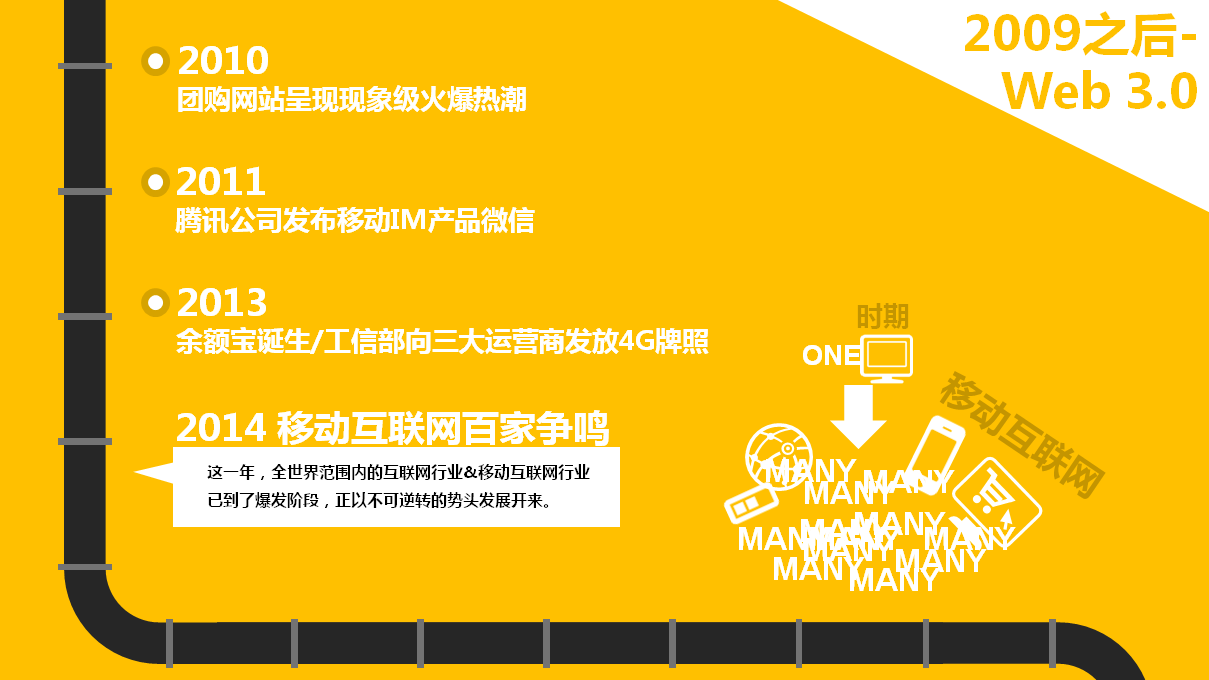 2009之后-
Web 3.0
2010
团购网站呈现现象级火爆热潮
2011
腾讯公司发布移动IM产品微信
2013
余额宝诞生/工信部向三大运营商发放4G牌照
2014 移动互联网百家争鸣
这一年，全世界范围内的互联网行业&移动互联网行业
已到了爆发阶段，正以不可逆转的势头发展开来。
时期
ONE
移动互联网
MANY
MANY
MANY
MANY
MANY
MANY
MANY
MANY
MANY
MANY
MANY
MANY